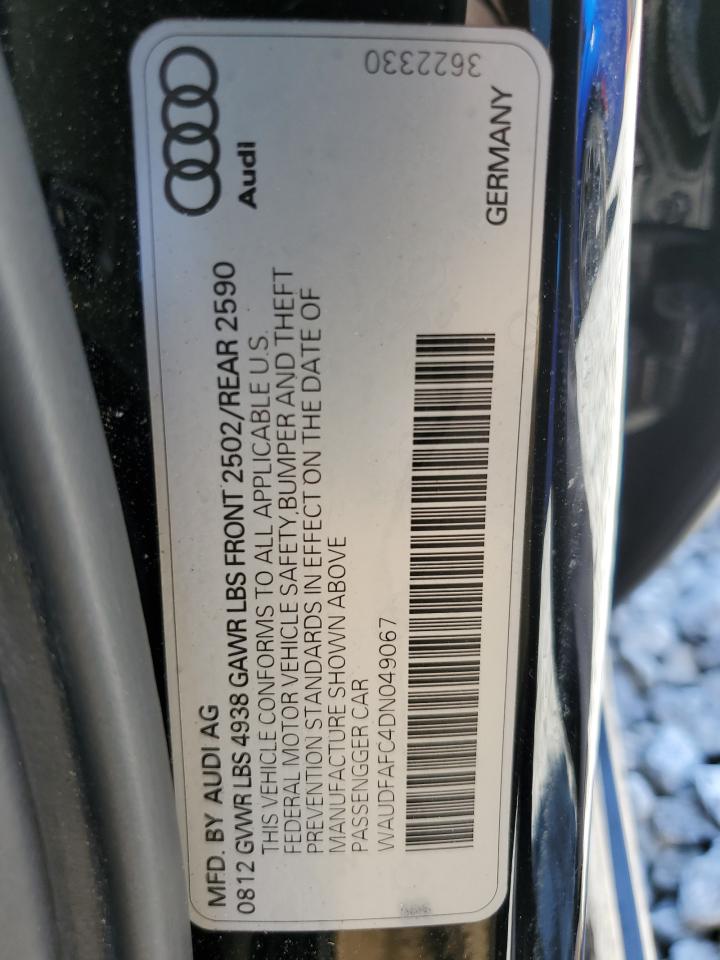 MFD. BY AUDI AG
0812 GVWR LBS 4938 GAWR LBS FRONT 2502/REAR 2590
THIS VEHICLE CONFORMS TO ALL APPLICABLE U.S.
FEDERAL MOTOR VEHICLE SAFETY,BUMPER AND THEFT
PREVENTION STANDARDS IN EFFECT ON THE DATE OF
MANUFACTURE SHOWN ABOVE
PASSENGGER CAR
WAUDFAFC4DN049067
Audi
GERMANY
3622330